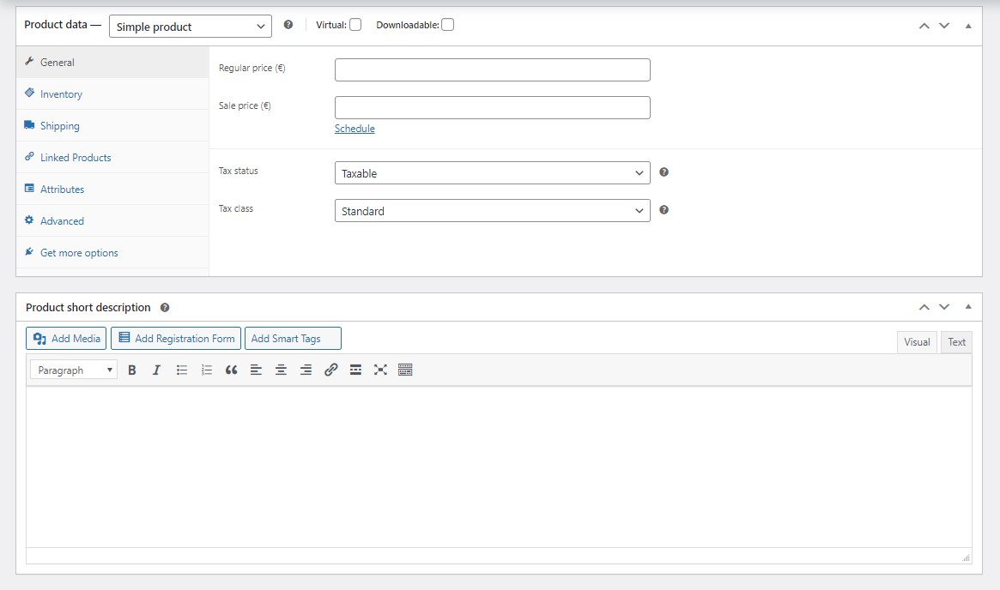 Product data — Simple product Virtual: Downloadable:
General
Inventory
Shipping
Linked Products
Attributes
Advanced
Get more options
Regular price (€)
Sale price (€)
Schedule
Tax status Taxable
Tax class Standard
Product short description
Add Media Add Registration Form Add Smart Tags
Visual Text
Paragraph B I